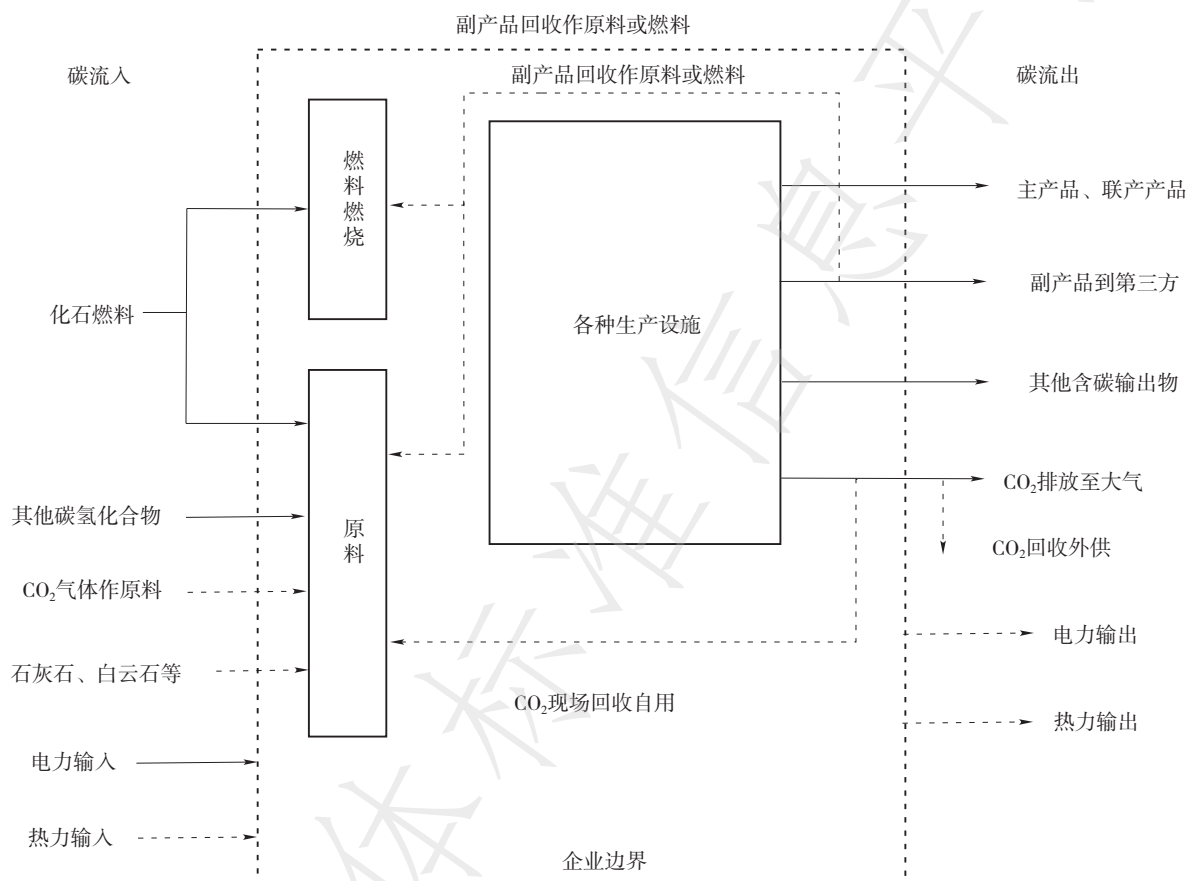 副产品回收作原料或燃料
碳流入
副产品回收作原料或燃料
碳流出
燃料燃烧
主产品、联产产品
副产品到第三方
化石燃料
各种生产设施
其他含碳输出物
CO₂排放至大气
其他碳氢化合物
原料
CO₂回收外供
CO₂气体作原料
电力输出
石灰石、白云石等
CO₂现场回收自用
热力输出
电力输入
热力输入
企业边界
体标准信息平